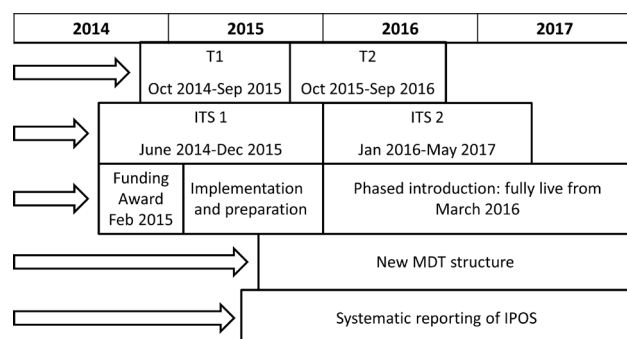 2014 2015 2016 2017
T1 T2
Oct 2014-Sep 2015 Oct 2015-Sep 2016
ITS 1 ITS 2
June 2014-Dec 2015 Jan 2016-May 2017
Funding
Award
Feb 2015
Implementation
and preparation
Phased introduction: fully live from
March 2016
New MDT structure
Systematic reporting of IPOS